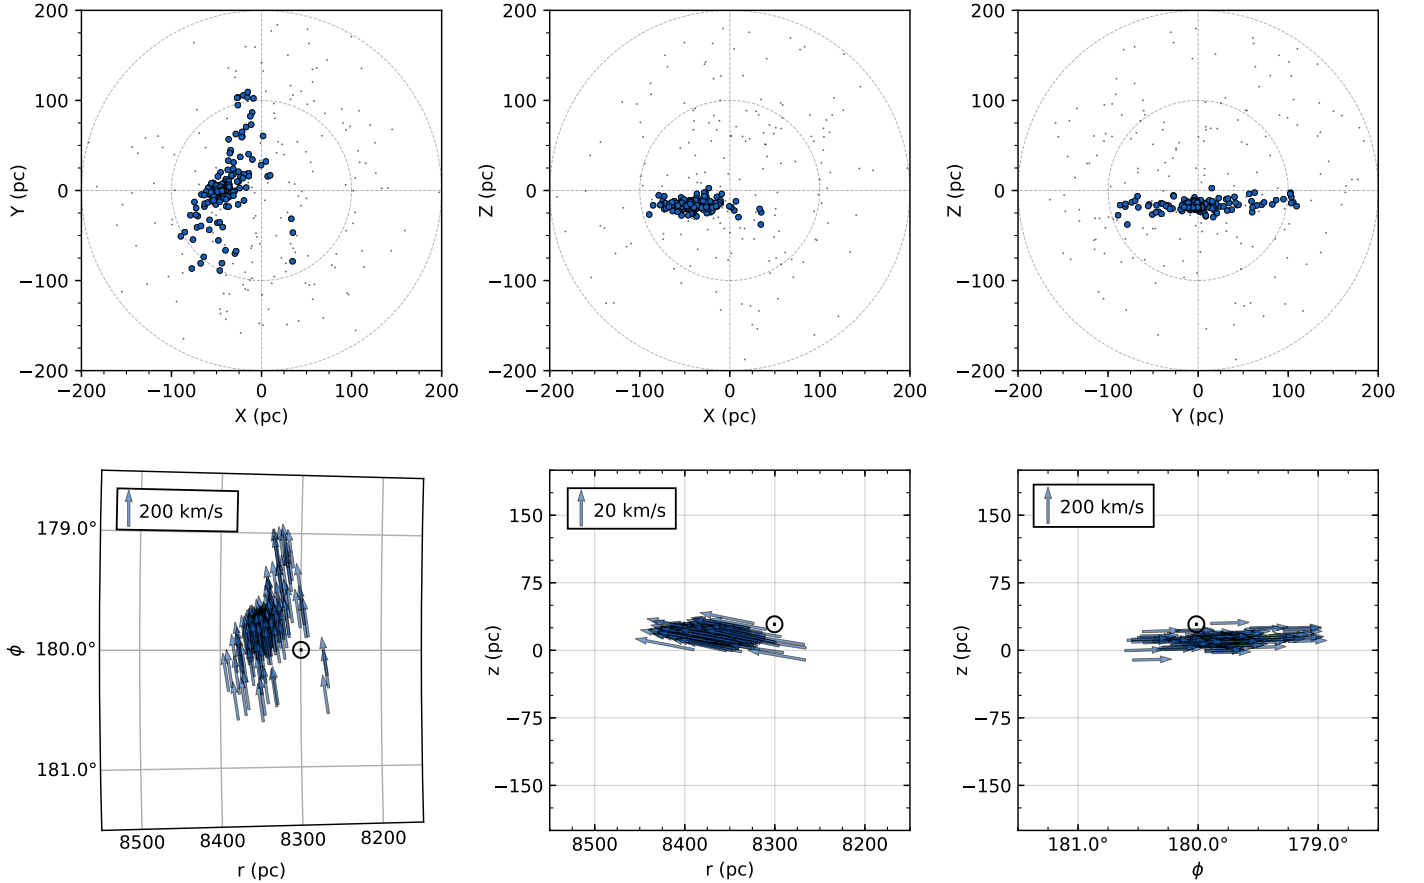 200
100
0
−100
−200
Y (pc)
−200 −100 0 100 200
X (pc)
200
100
0
−100
−200
Z (pc)
−200 −100 0 100 200
X (pc)
200
100
0
−100
−200
Z (pc)
−200 −100 0 100 200
Y (pc)
200 km/s
179.0°
180.0°
181.0°
ϕ
8500 8400 8300 8200
r (pc)
20 km/s
150
75
0
−75
−150
z (pc)
8500 8400 8300 8200
r (pc)
200 km/s
150
75
0
−75
−150
z (pc)
181.0° 180.0° 179.0°
ϕ